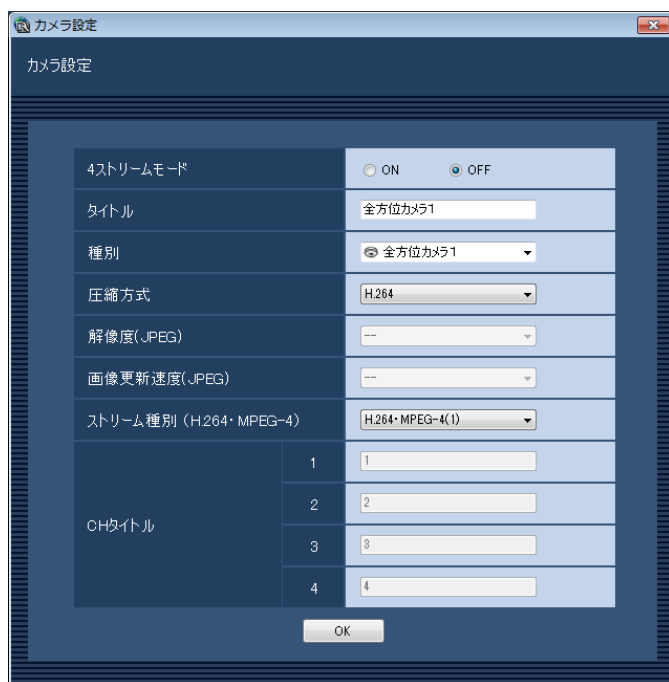 カメラ設定
カメラ設定
4ストリームモード
ON OFF
タイトル
全方位カメラ1
種別
全方位カメラ1
圧縮方式
H.264
解像度(JPEG)
--
画像更新速度(JPEG)
--
ストリーム種別(H.264・MPEG-4)
H.264・MPEG-4(1)
CHタイトル
1 1
2 2
3 3
4 4
OK